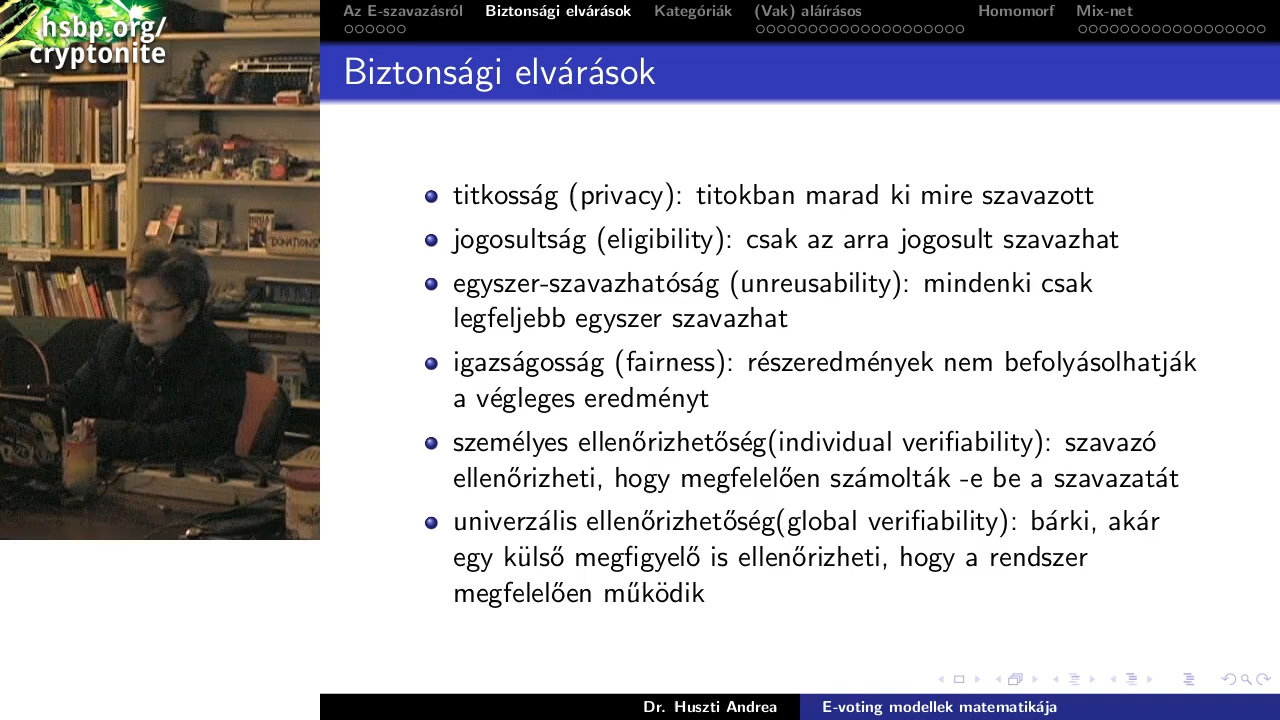 hsbp.org/
cryptonite
DONATIONS
Az E-szavazásról Biztonsági elvárások Kategóriák (Vak) aláírásos Homomorf Mix-net
Biztonsági elvárások
titkosság (privacy): titokban marad ki mire szavazott
jogosultság (eligibility): csak az arra jogosult szavazhat
egyszer-szavazhatóság (unreusability): mindenki csak
legfeljebb egyszer szavazhat
igazságosság (fairness): részeredmények nem befolyásolhatják
a végleges eredményt
személyes ellenőrizhetőség(individual verifiability): szavazó
ellenőrizheti, hogy megfelelően számolták -e be a szavazatát
univerzális ellenőrizhetőség(global verifiability): bárki, akár
egy külső megfigyelő is ellenőrizheti, hogy a rendszer
megfelelően működik
Dr. Huszti Andrea E-voting modellek matematikája